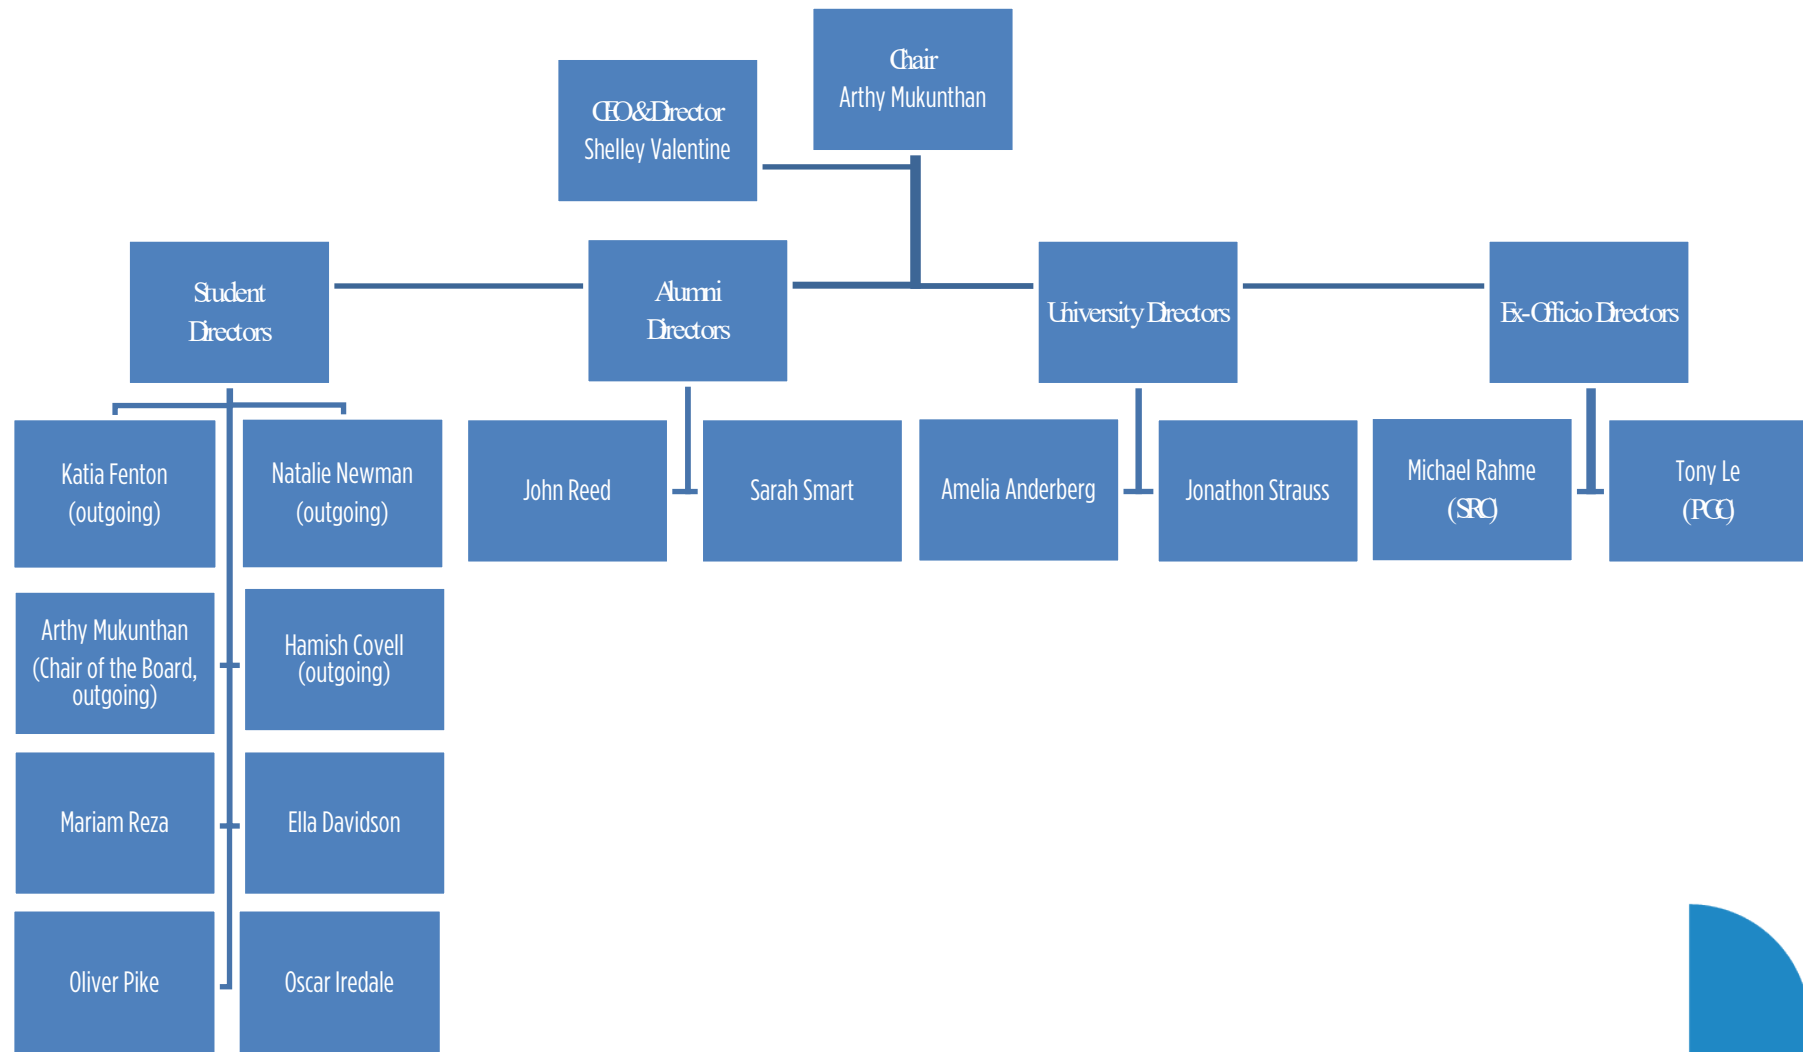 Chair
Arthy Mukunthan
CEO & Director
Shelley Valentine
Student
Directors
Alumni
Directors
University Directors
Ex-Officio Directors
Katia Fenton
(outgoing)
Natalie Newman
(outgoing)
John Reed
Sarah Smart
Amelia Anderberg
Jonathon Strauss
Michael Rahme
(SRC)
Tony Le
(PGC)
Arthy Mukunthan
(Chair of the Board,
outgoing)
Hamish Covell
(outgoing)
Mariam Reza
Ella Davidson
Oliver Pike
Oscar Iredale